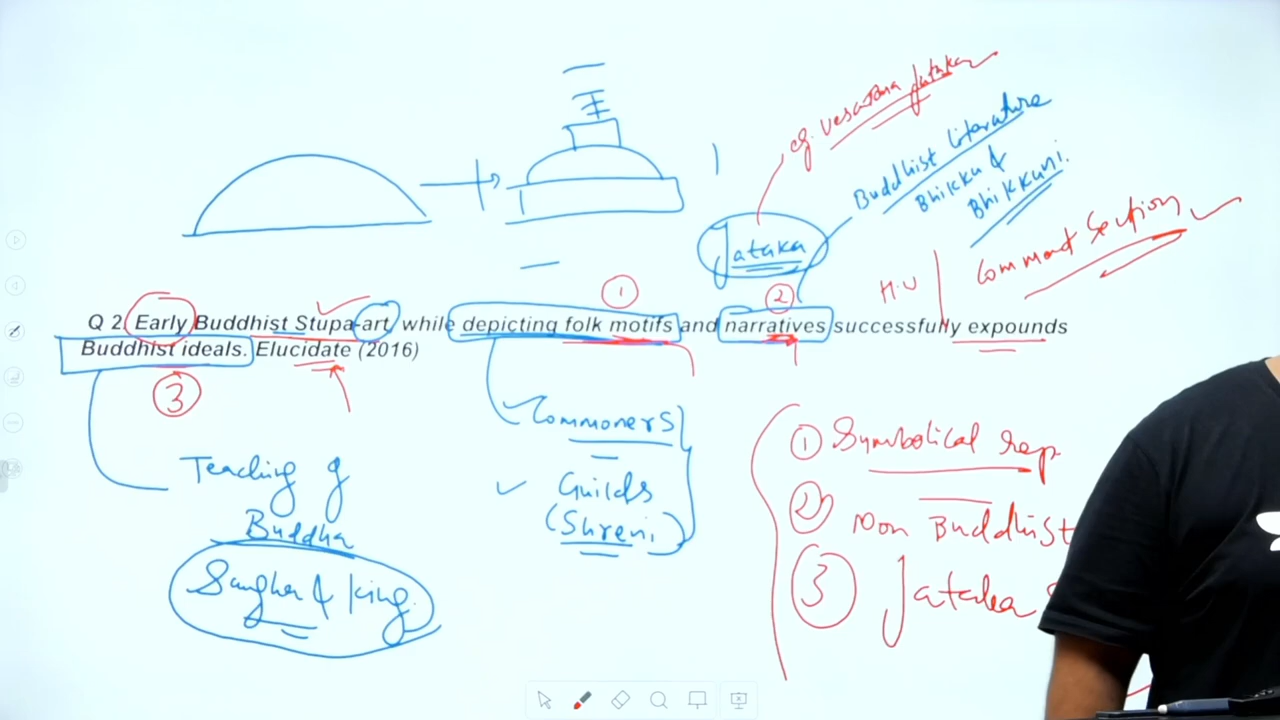 eg. Vesantara Jataka
Buddhist literature
Bhikku &
Bhikkuni.
Jataka
H.W
Comment Section
1
2
Q 2. Early Buddhist Stupa-art, while depicting folk motifs and narratives successfully expounds
Buddhist ideals. Elucidate (2016)
3
Commoners
Guilds
(Shreni)
Teaching of
Buddha
Sangha & king.
1 Symbolical rep
2 Non Buddhist
3 Jataka